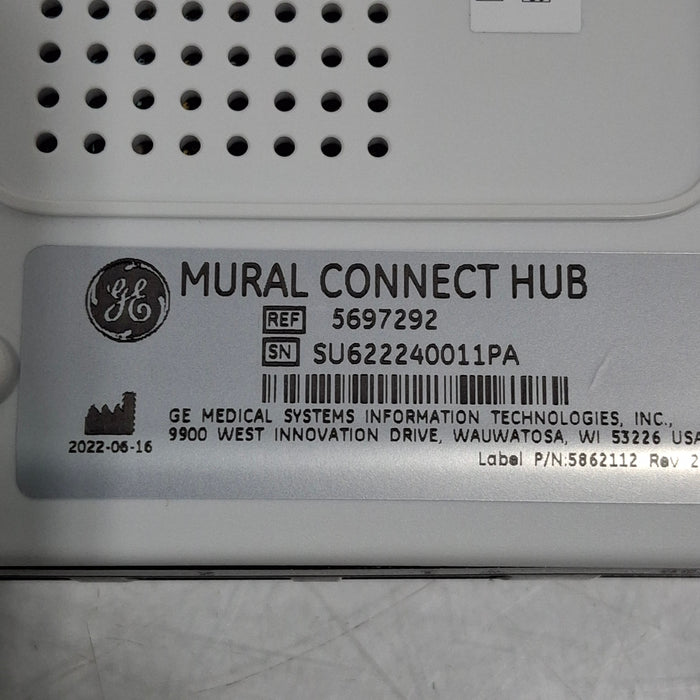 GE MURAL CONNECT HUB
REF 5697292
SN SU622240011PA
GE MEDICAL SYSTEMS INFORMATION TECHNOLOGIES, INC.,
2022-06-16 9900 WEST INNOVATION DRIVE, WAUWATOSA, WI 53226 USA
Label P/N:5862112 Rev 2